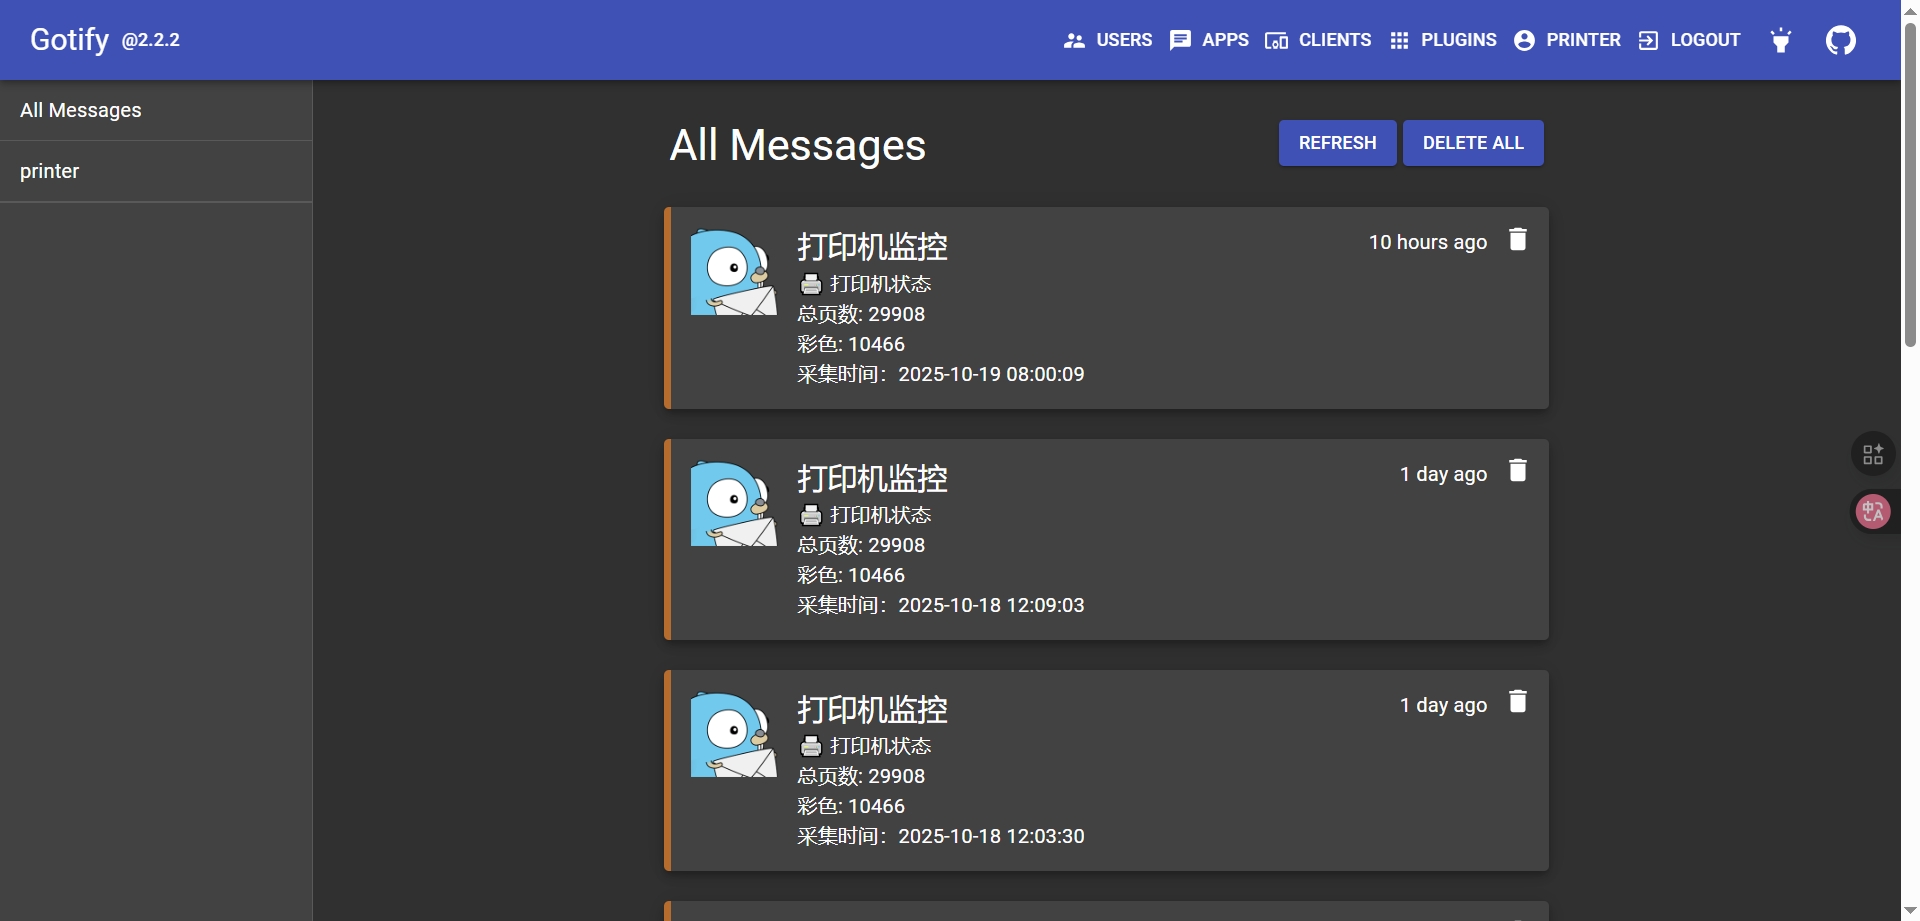 Gotify @2.2.2
USERS APPS CLIENTS PLUGINS PRINTER LOGOUT
All Messages
printer
All Messages
REFRESH DELETE ALL
打印机监控
10 hours ago
🖨️ 打印机状态
总页数: 29908
彩色: 10466
采集时间：2025-10-19 08:00:09
打印机监控
1 day ago
🖨️ 打印机状态
总页数: 29908
彩色: 10466
采集时间：2025-10-18 12:09:03
打印机监控
1 day ago
🖨️ 打印机状态
总页数: 29908
彩色: 10466
采集时间：2025-10-18 12:03:30
中A